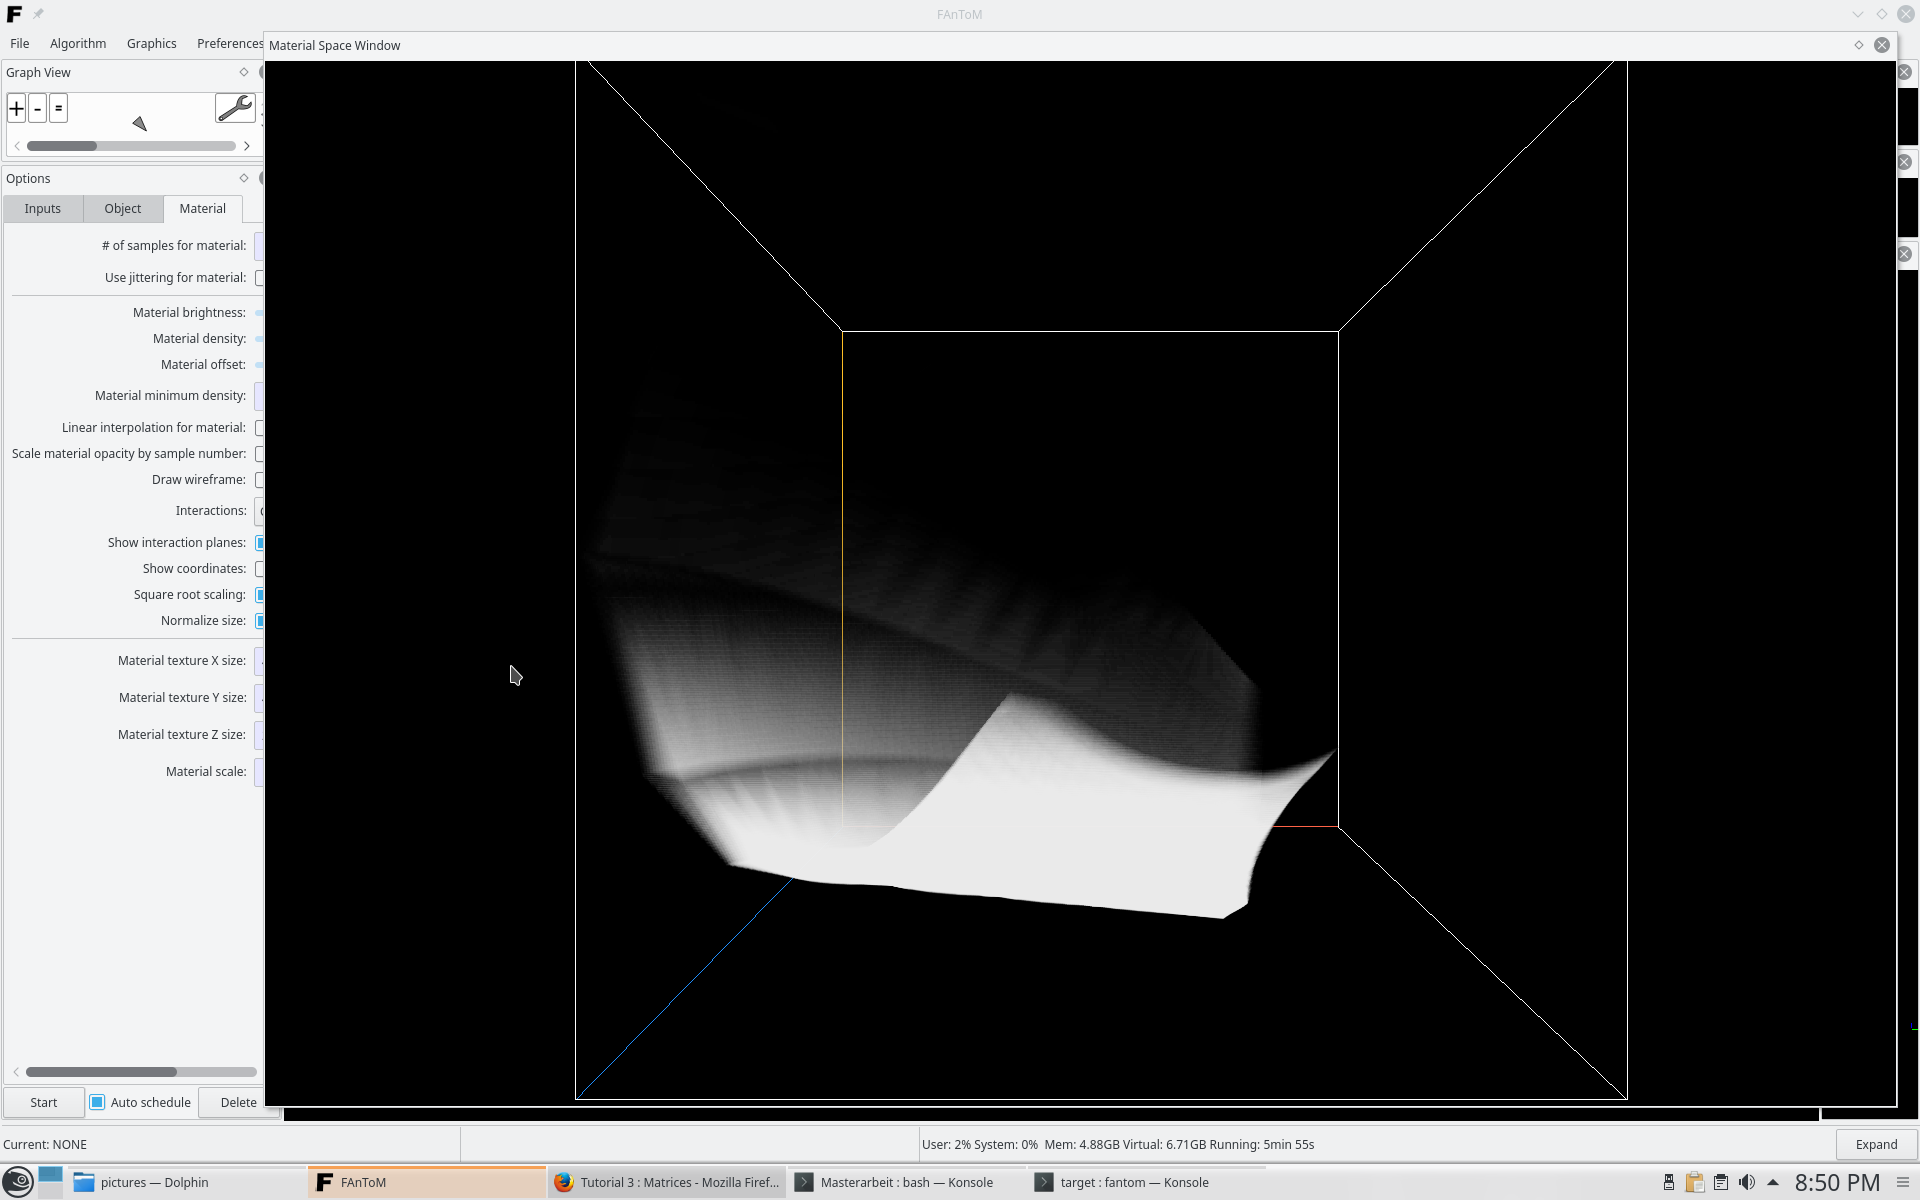 FAnToM
File Algorithm Graphics Preferences
Material Space Window
Graph View
+ - =
Options
Inputs Object Material
# of samples for material:
Use jittering for material:
Material brightness:
Material density:
Material offset:
Material minimum density:
Linear interpolation for material:
Scale material opacity by sample number:
Draw wireframe:
Interactions:
Show interaction planes:
Show coordinates:
Square root scaling:
Normalize size:
Material texture X size:
Material texture Y size:
Material texture Z size:
Material scale:
Start Auto schedule Delete
Current: NONE
User: 2% System: 0% Mem: 4.88GB Virtual: 6.71GB Running: 5min 55s
Expand
pictures — Dolphin
F FAnToM
Tutorial 3 : Matrices - Mozilla Firef...
Masterarbeit : bash — Konsole
target : fantom — Konsole
8:50 PM